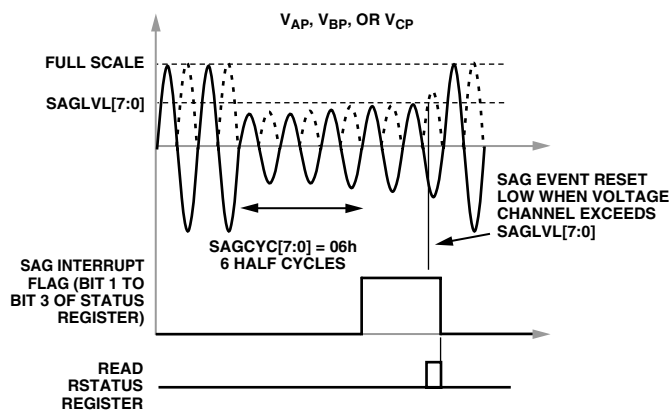 VAP, VBP, OR VCP
FULL SCALE
SAGLVL[7:0]
SAG EVENT RESET
LOW WHEN VOLTAGE
CHANNEL EXCEEDS
SAGLVL[7:0]
SAGCYC[7:0] = 06h
6 HALF CYCLES
SAG INTERRUPT
FLAG (BIT 1 TO
BIT 3 OF STATUS
REGISTER)
READ
RSTATUS
REGISTER